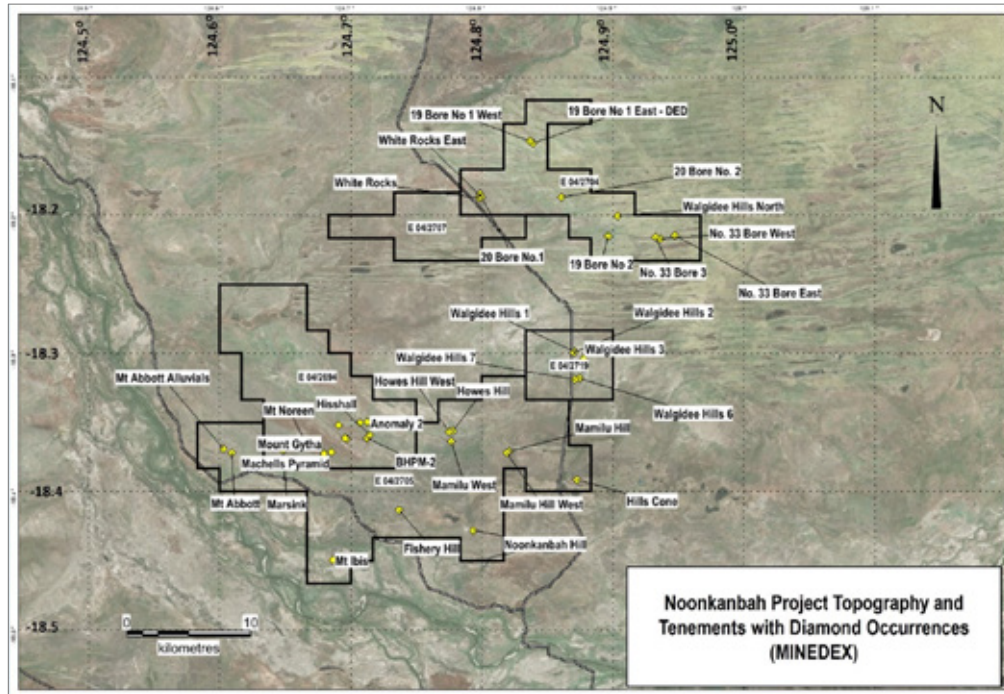 124.5°
124.6°
124.7°
124.8°
124.9°
125.0°
N
19 Bore No 1 West
19 Bore No 1 East - DED
White Rocks East
White Rocks
E 04/2704
20 Bore No. 2
-18.2
E 04/2707
Walgidee Hills North
20 Bore No.1
19 Bore No 2
No. 33 Bore West
No. 33 Bore 3
No. 33 Bore East
Walgidee Hills 1
Walgidee Hills 2
-18.3
Walgidee Hills 7
Walgidee Hills 3
E 04/2719
Mt Abbott Alluvials
E 04/2694
Howes Hill West
Howes Hill
Walgidee Hills 6
Mt Noreen
Hisshall
Anomaly 2
Mamilu Hill
Mount Gytha
Machells Pyramid
BHPM-2
E 04/2705
-18.4
Mt Abbott
Marsink
Mamilu West
Mamilu Hill West
Hills Cone
Mt Ibis
Fishery Hill
Noonkanbah Hill
-18.5
0
10
kilometres
Noonkanbah Project Topography and
Tenements with Diamond Occurrences
(MINEDEX)